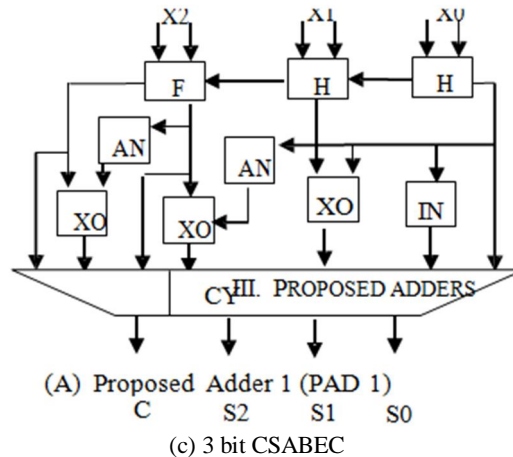 X2 X1 X0
F H H
AN AN
XO XO XO IN
CY III. PROPOSED ADDERS
(A) Proposed Adder 1 (PAD 1)
C S2 S1 S0
(c) 3 bit CSABEC